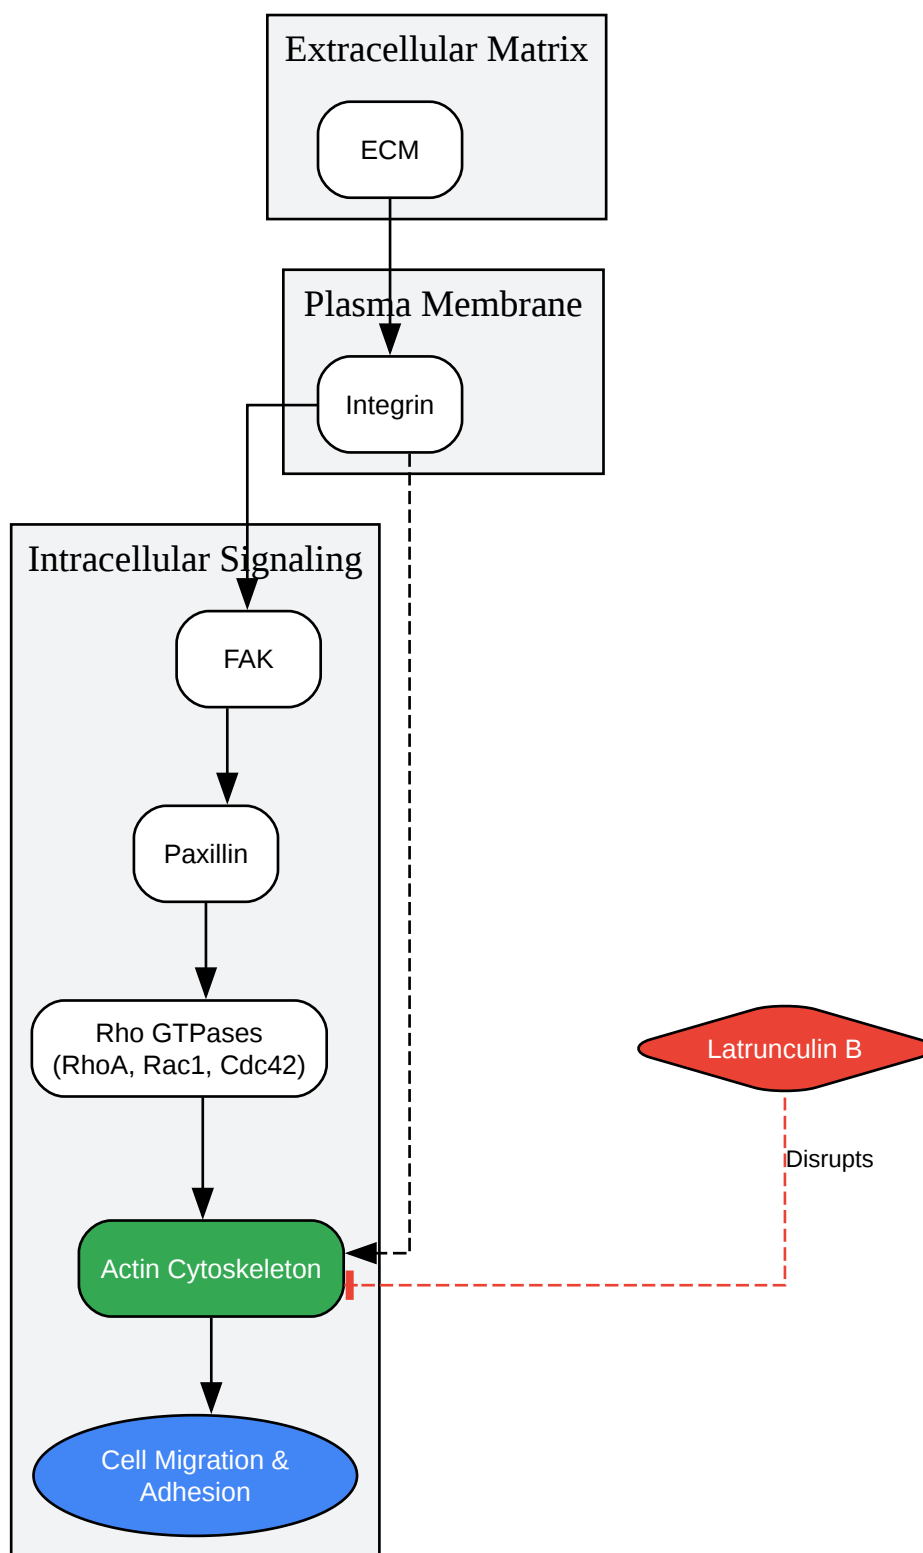 Extracellular Matrix
ECM
Plasma Membrane
Integrin
Intracellular Signaling
FAK
Paxillin
Rho GTPases
(RhoA, Rac1, Cdc42)
Latrunculin B
Disrupts
Actin Cytoskeleton
Cell Migration &
Adhesion